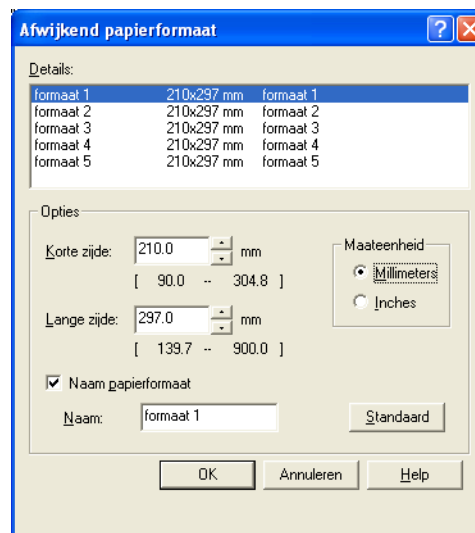 Afwijkend papierformaat
Details:
formaat 1 210x297 mm formaat 1
formaat 2 210x297 mm formaat 2
formaat 3 210x297 mm formaat 3
formaat 4 210x297 mm formaat 4
formaat 5 210x297 mm formaat 5
Opties
Korte zijde: 210.0 mm
[ 90.0 -- 304.8 ]
Lange zijde: 297.0 mm
[ 139.7 -- 900.0 ]
Maateenheid
Millimeters
Inches
Naam papierformaat
Naam: formaat 1
Standaard
OK Annuleren Help